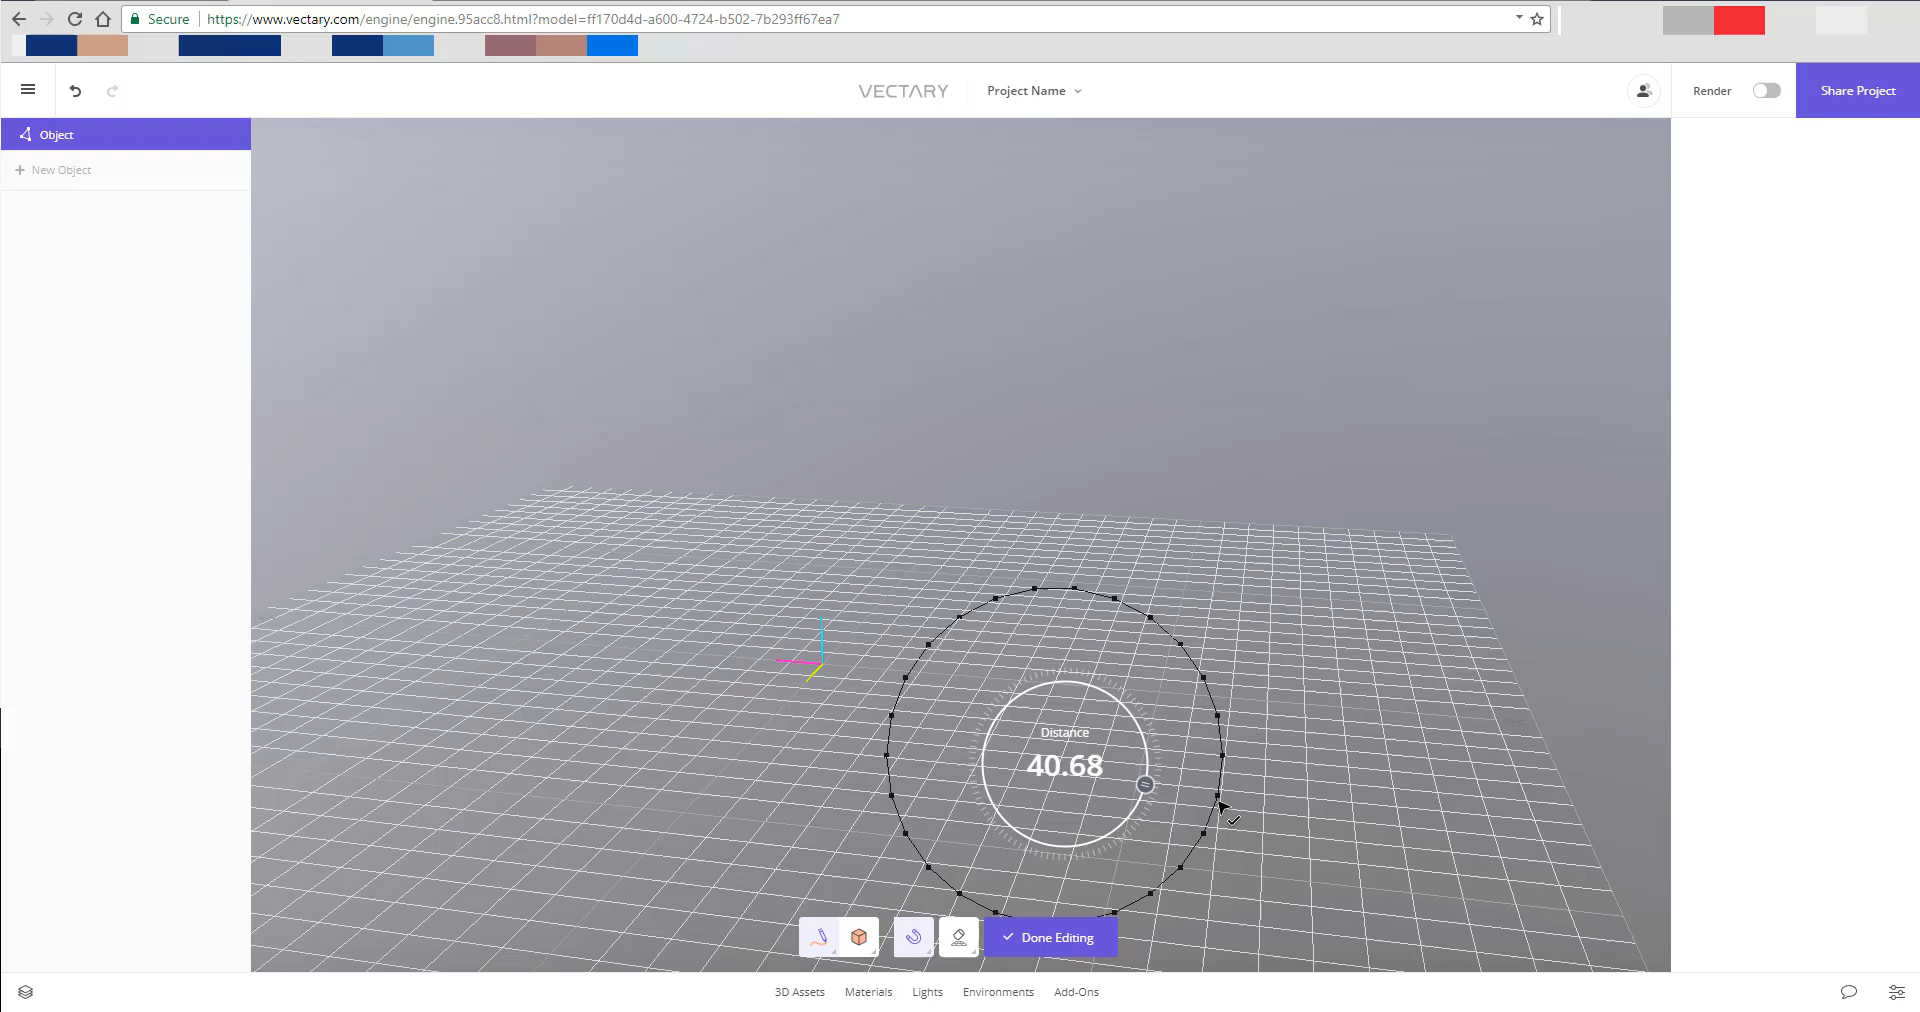 Secure
https://www.vectary.com/engine/engine.95acc8.html?model=ff170d4d-a600-4724-b502-7b293ff67ea7
VECTARY
Project Name
Render
Share Project
Object
New Object
Distance
40.68
Done Editing
3D Assets
Materials
Lights
Environments
Add-Ons